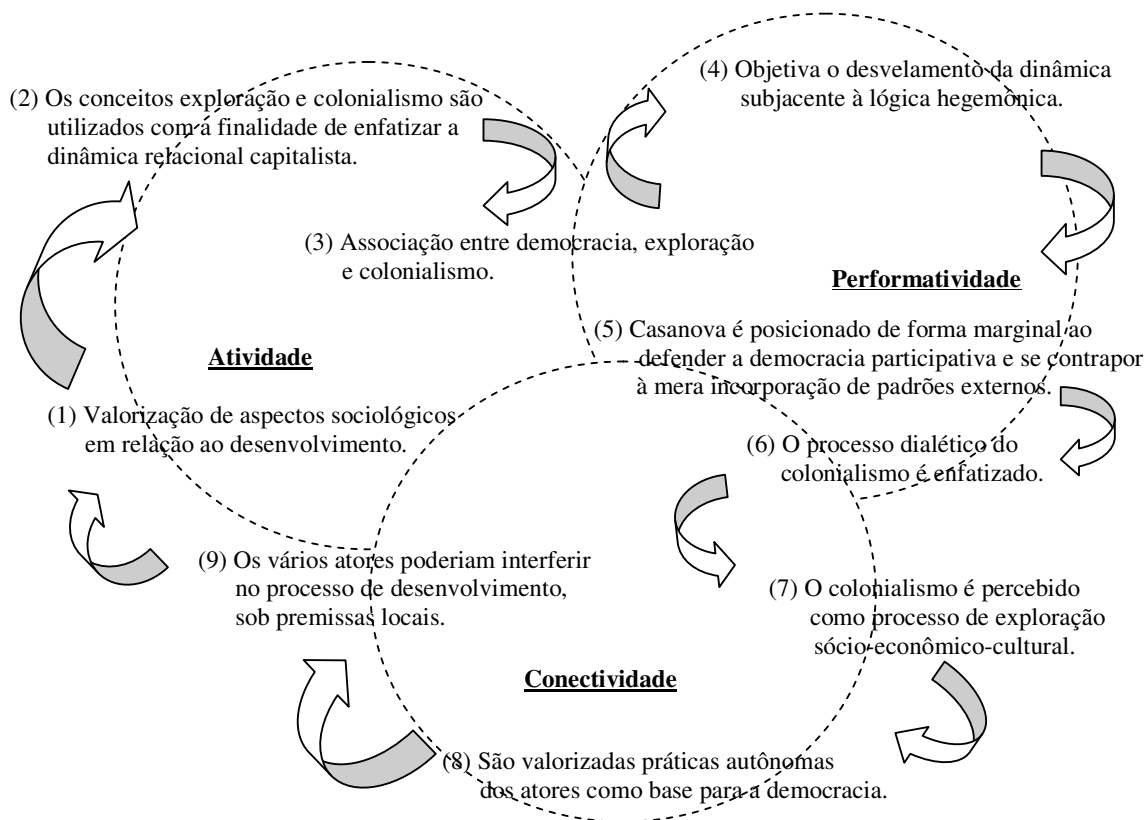 (4) Objetiva o desvelamento da dinâmica
subjacente à lógica hegemônica.
(2) Os conceitos exploração e colonialismo são
utilizados com a finalidade de enfatizar a
dinâmica relacional capitalista.
(3) Associação entre democracia, exploração
e colonialismo.
Performatividade
(5) Casanova é posicionado de forma marginal ao
defender a democracia participativa e se contrapor
à mera incorporação de padrões externos.
Atividade
(1) Valorização de aspectos sociológicos
em relação ao desenvolvimento.
(6) O processo dialético do
colonialismo é enfatizado.
(9) Os vários atores poderiam interferir
no processo de desenvolvimento,
sob premissas locais.
(7) O colonialismo é percebido
como processo de exploração
sócio-econômico-cultural.
Conectividade
(8) São valorizadas práticas autônomas
dos atores como base para a democracia.